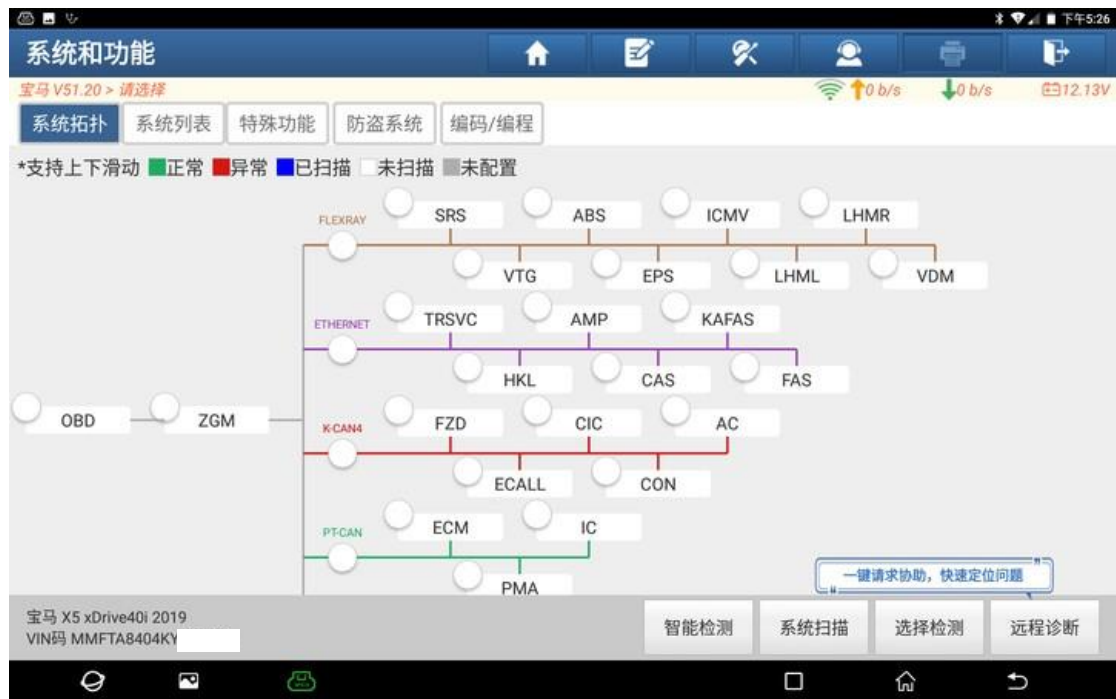 下午5:26
系统和功能
宝马 V51.20 > 请选择
0 b/s
0 b/s
12.13V
系统拓扑
系统列表
特殊功能
防盗系统
编码/编程
*支持上下滑动 正常 异常 已扫描 未扫描 未配置
FLEXRAY
SRS
ABS
ICMV
LHMR
VTG
EPS
LHML
VDM
ETHERNET
TRSVC
AMP
KAFAS
HKL
CAS
FAS
OBD
ZGM
K-CAN4
FZD
CIC
AC
ECALL
CON
PT-CAN
ECM
IC
PMA
一键请求协助，快速定位问题
宝马 X5 xDrive40i 2019
VIN码 MMFTA8404KY
智能检测
系统扫描
选择检测
远程诊断